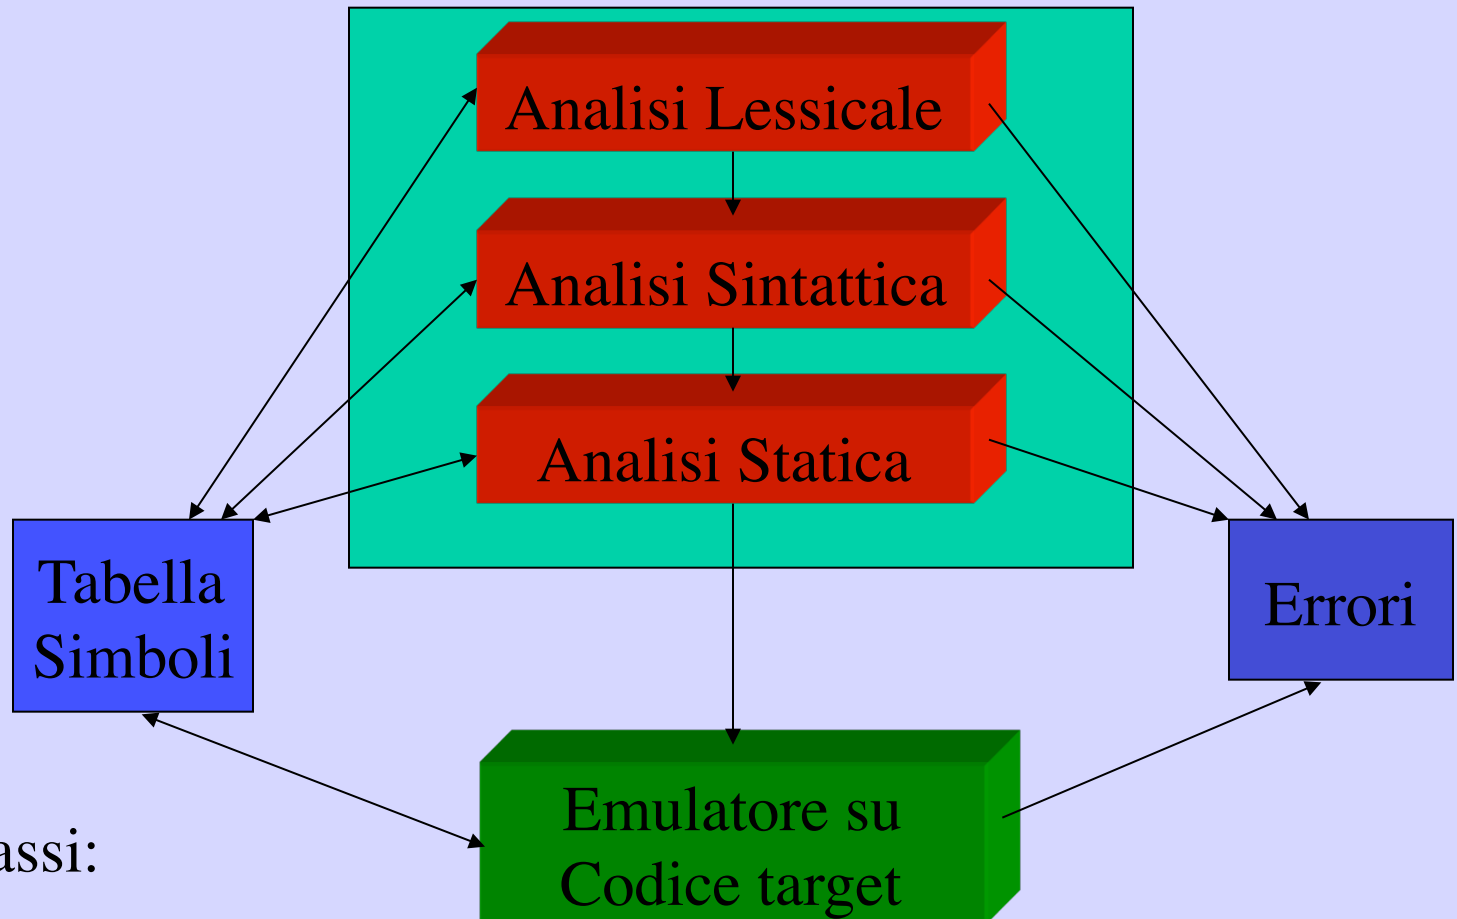 Analisi Lessicale
Analisi Sintattica
Analisi Statica
Tabella
Simboli
Errori
Emulatore su
Codice target